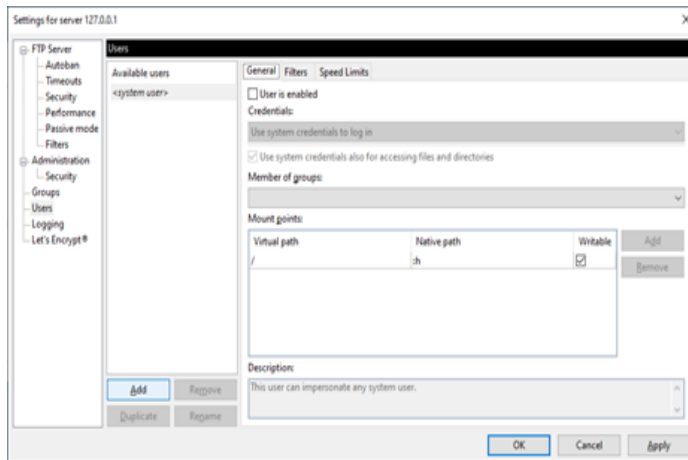 Settings for server 127.0.0.1
FTP Server
Autoban
Timeouts
Security
Performance
Passive mode
Filters
Administration
Security
Groups
Users
Logging
Let's Encrypt®
Users
Available users
<system user>
Add
Remove
Duplicate
Rename
General Filters Speed Limits
User is enabled
Credentials:
Use system credentials to log in
Use system credentials also for accessing files and directories
Member of groups:
Mount points:
Virtual path Native path Writable
/ :h
Add
Remove
Description:
This user can impersonate any system user.
OK Cancel Apply